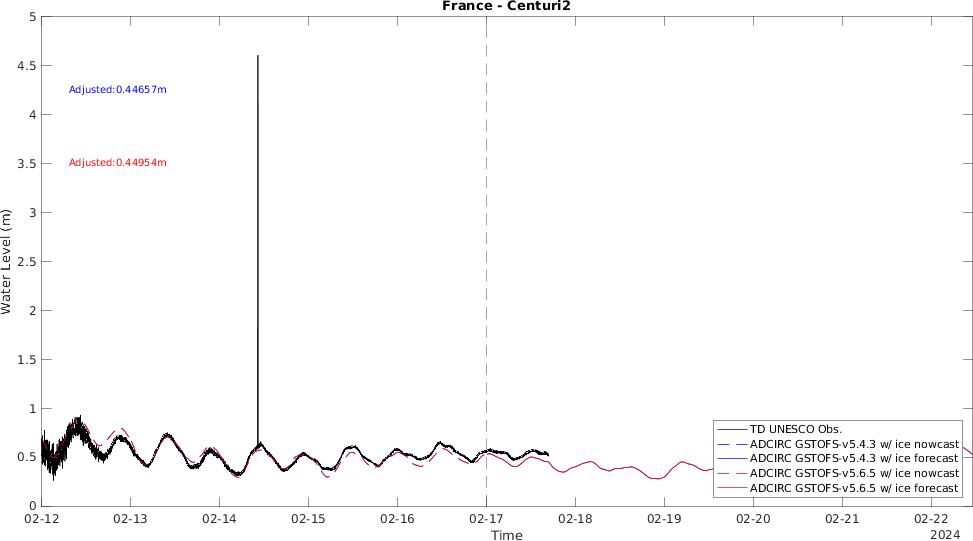 France - Centuri2
5
4.5
4
3.5
3
2.5
2
1.5
1
0.5
0
Water Level (m)
Adjusted:0.44657m
Adjusted:0.44954m
TD UNESCO Obs.
ADCIRC GSTOFS-v5.4.3 w/ ice nowcast
ADCIRC GSTOFS-v5.4.3 w/ ice forecast
ADCIRC GSTOFS-v5.6.5 w/ ice nowcast
ADCIRC GSTOFS-v5.6.5 w/ ice forecast
02-12 02-13 02-14 02-15 02-16 02-17 02-18 02-19 02-20 02-21 02-22
Time
2024